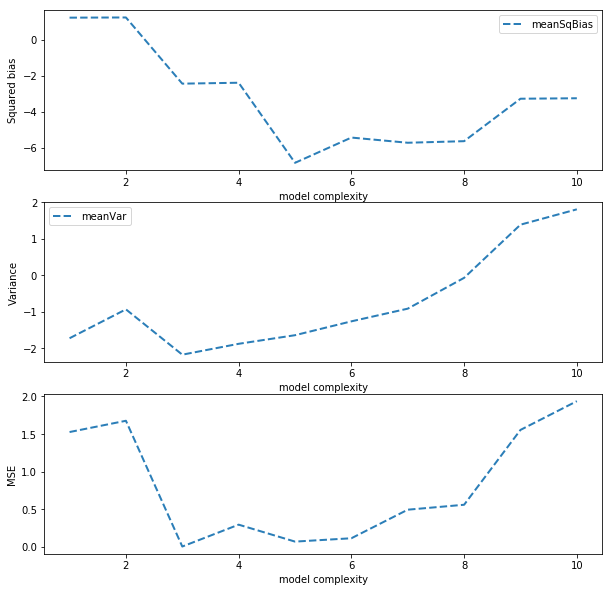 meanSqBias
Squared bias
0
−2
−4
−6
2 4 6 8 10
model complexity
meanVar
Variance
2
1
0
−1
−2
2 4 6 8 10
model complexity
MSE
2.0
1.5
1.0
0.5
0.0
2 4 6 8 10
model complexity